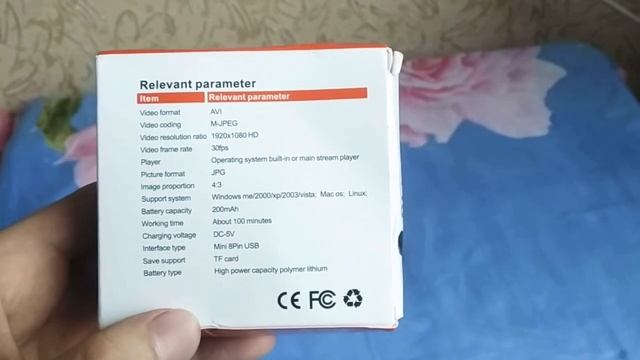 Relevant parameter
Item Relevant parameter
Video format AVI
Video coding M-JPEG
Video resolution ratio 1920x1080 HD
Video frame rate 30fps
Player Operating system built-in or main stream player
Picture format JPG
Image proportion 4:3
Support system Windows me/2000/xp/2003/vista; Mac os; Linux;
Battery capacity 200mAh
Working time About 100 minutes
Charging voltage DC-5V
Interface type Mini 8Pin USB
Save support TF card
Battery type High power capacity polymer lithium
CE FC